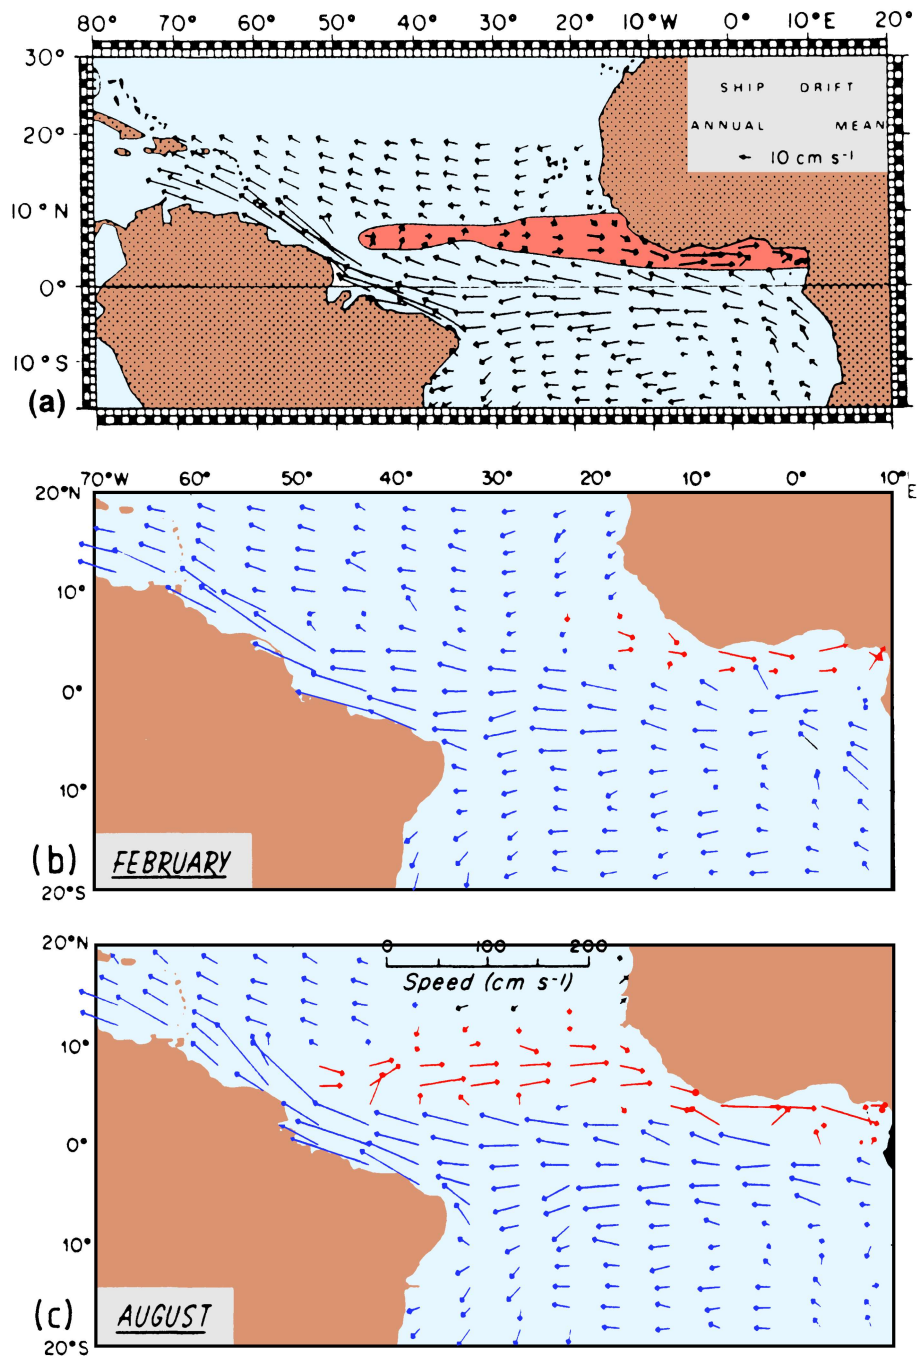 80° 70° 60° 50° 40° 30° 20° 10°W 0° 10°E 20°
30°
SHIP DRIFT
20°
ANNUAL MEAN
10 cm s⁻¹
10°N
0°
10°S
(a)
70°W 60° 50° 40° 30° 20° 10° 0° 10°E
20°N
10°
0°
10°
(b)
FEBRUARY
20°S
20°N
0 100 200
Speed (cm s⁻¹)
10°
0°
10°
(c)
AUGUST
20°S